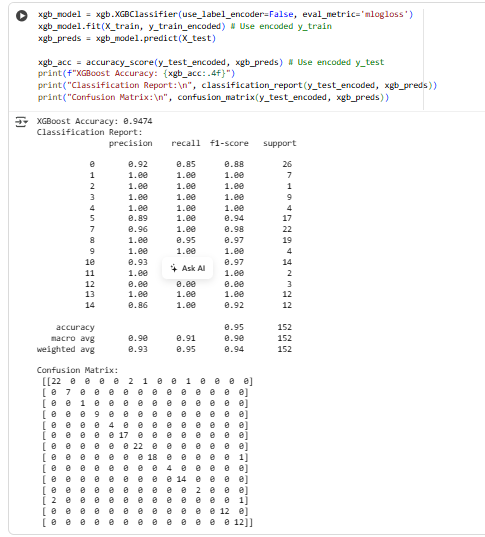 xgb_model = xgb.XGBClassifier(use_label_encoder=False, eval_metric='mlogloss')
xgb_model.fit(X_train, y_train_encoded) # Use encoded y_train
xgb_preds = xgb_model.predict(X_test)
xgb_acc = accuracy_score(y_test_encoded, xgb_preds) # Use encoded y_test
print(f"XGBoost Accuracy: {xgb_acc:.4f}")
print("Classification Report:\n", classification_report(y_test_encoded, xgb_preds))
print("Confusion Matrix:\n", confusion_matrix(y_test_encoded, xgb_preds))
XGBoost Accuracy: 0.9474
Classification Report:
precision recall f1-score support
0 0.92 0.85 0.88 26
1 1.00 1.00 1.00 7
2 1.00 1.00 1.00 1
3 1.00 1.00 1.00 9
4 1.00 1.00 1.00 4
5 0.89 1.00 0.94 17
7 0.96 1.00 0.98 22
8 1.00 0.95 0.97 19
9 1.00 1.00 1.00 4
10 0.93 0.97 14
Ask AI
11 1.00 1.00 2
12 0.00 0.00 0.00 3
13 1.00 1.00 1.00 12
14 0.86 1.00 0.92 12
accuracy 0.95 152
macro avg 0.90 0.91 0.90 152
weighted avg 0.93 0.95 0.94 152
Confusion Matrix:
[[22 0 0 0 0 2 1 0 0 1 0 0 0 0]
[ 0 7 0 0 0 0 0 0 0 0 0 0 0 0]
[ 0 0 1 0 0 0 0 0 0 0 0 0 0 0]
[ 0 0 0 9 0 0 0 0 0 0 0 0 0 0]
[ 0 0 0 0 4 0 0 0 0 0 0 0 0 0]
[ 0 0 0 0 0 17 0 0 0 0 0 0 0 0]
[ 0 0 0 0 0 0 22 0 0 0 0 0 0 0]
[ 0 0 0 0 0 0 0 18 0 0 0 0 0 1]
[ 0 0 0 0 0 0 0 0 4 0 0 0 0 0]
[ 0 0 0 0 0 0 0 0 0 14 0 0 0 0]
[ 0 0 0 0 0 0 0 0 0 0 2 0 0 0]
[ 2 0 0 0 0 0 0 0 0 0 0 0 0 1]
[ 0 0 0 0 0 0 0 0 0 0 0 0 12 0]
[ 0 0 0 0 0 0 0 0 0 0 0 0 0 12]]